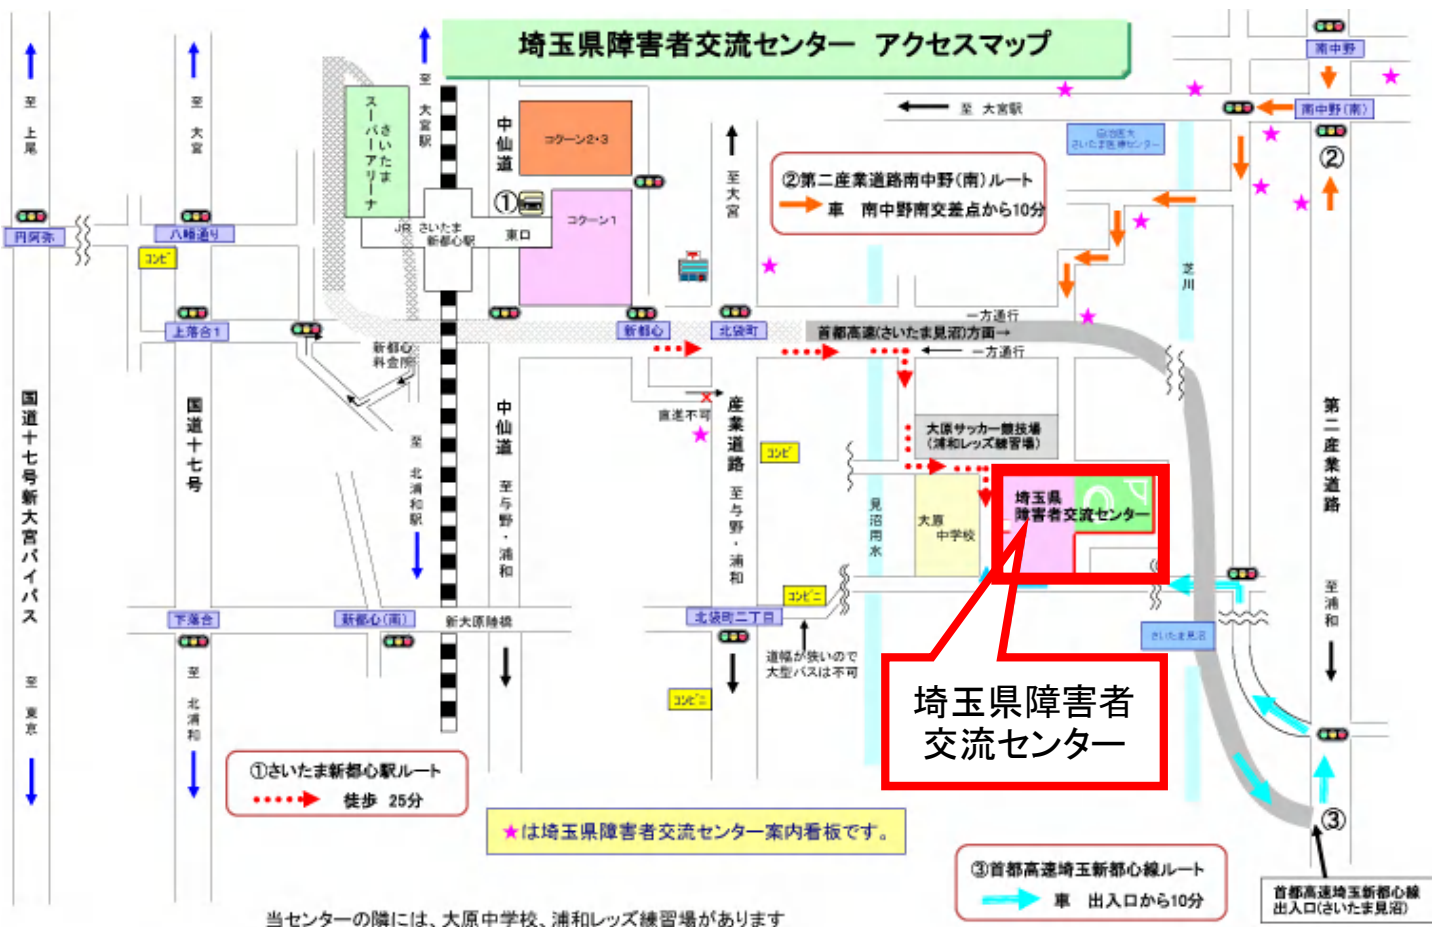 埼玉県障害者交流センター　アクセスマップ
至 上尾
至 大宮
至 大宮駅
さいたま
スーパーアリーナ
中仙道
コクーン2・3
①
コクーン1
JR さいたま
新都心駅
東口
円阿弥
八幡通り
コンビ
上落合1
新都心
料金所
新都心
北袋町
至 大宮
至 大宮駅
南中野
南中野(南)
②
自治医大
さいたま医療センター
②第二産業道路南中野(南)ルート
車　南中野南交差点から10分
芝川
一方通行
首都高速(さいたま見沼)方面→
一方通行
国道十七号新大宮バイパス
国道十七号
中仙道
産業道路
第二産業道路
直進不可
コンビ
大原サッカー競技場
(浦和レッズ練習場)
至 北浦和駅
至 与野・浦和
至 与野・浦和
見沼用水
大原
中学校
埼玉県
障害者交流センター
コンビニ
下落合
新都心(南)
新大原陸橋
北袋町二丁目
道幅が狭いので
大型バスは不可
さいたま見沼
至 浦和
至 東京
至 北浦和
コンビニ
埼玉県障害者
交流センター
①さいたま新都心駅ルート
徒歩　25分
★は埼玉県障害者交流センター案内看板です。
③
③首都高速埼玉新都心線ルート
車　出入口から10分
首都高速埼玉新都心線
出入口(さいたま見沼)
当センターの隣には、大原中学校、浦和レッズ練習場があります